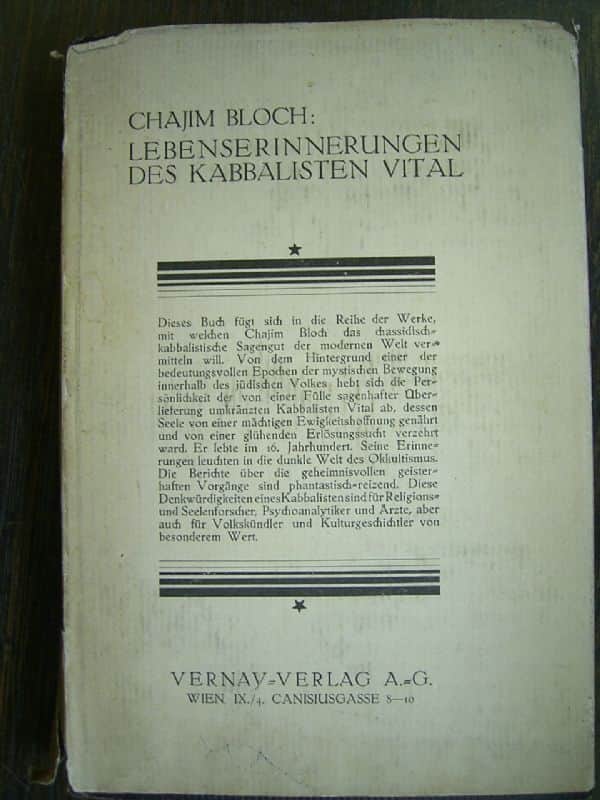 CHAJIM BLOCH:
LEBENSERINNERUNGEN
DES KABBALISTEN VITAL
Dieses Buch fügt sich in die Reihe der Werke,
mit welchen Chajim Bloch das chassidisch-
kabbalistische Sagengut der modernen Welt ver-
mitteln will. Von dem Hintergrund einer der
bedeutungsvollen Epochen der mystischen Bewegung
innerhalb des jüdischen Volkes hebt sich die Per-
sönlichkeit der von einer Fülle sagenhafter Über-
lieferung umkränzten Kabbalisten Vital ab, dessen
Seele von einer mächtigen Ewigkeitshoffnung genährt
und von einer glühenden Erlösungssucht verzehrt
ward. Er lebte im 16. Jahrhundert. Seine Erinne-
rungen leuchten in die dunkle Welt des Okkultismus.
Die Berichte über die geheimnisvollen geister-
haften Vorgänge sind phantastisch-reizend. Diese
Denkwürdigkeiten eines Kabbalisten sind für Religions-
und Seelenforscher, Psychoanalytiker und Ärzte, aber
auch für Volkskündler und Kulturgeschichtler von
besonderem Wert.
VERNAY-VERLAG A.-G.
WIEN, IX./4, CANISIUSGASSE 8—10